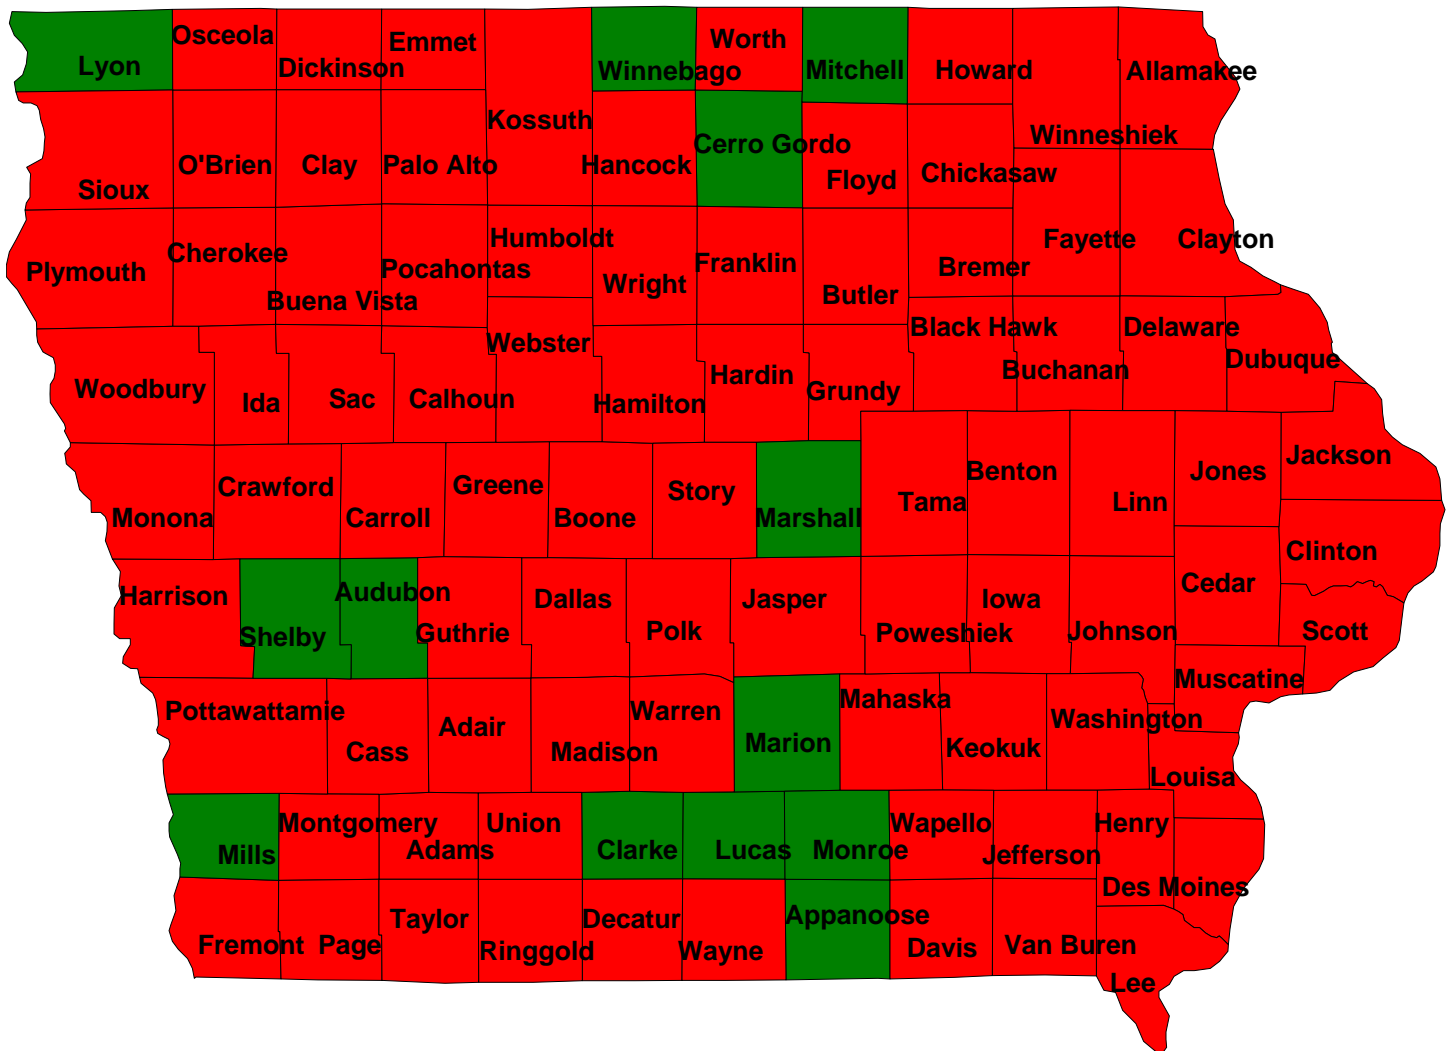 Lyon
Osceola
Dickinson
Emmet
Winnebago
Worth
Mitchell
Howard
Allamakee
Kossuth
Winneshiek
Sioux
O'Brien
Clay
Palo Alto
Hancock
Cerro Gordo
Floyd
Chickasaw
Plymouth
Cherokee
Buena Vista
Pocahontas
Humboldt
Wright
Franklin
Butler
Bremer
Fayette
Clayton
Woodbury
Ida
Sac
Calhoun
Webster
Hamilton
Hardin
Grundy
Black Hawk
Buchanan
Delaware
Dubuque
Monona
Crawford
Carroll
Greene
Boone
Story
Marshall
Tama
Benton
Linn
Jones
Jackson
Clinton
Harrison
Shelby
Audubon
Guthrie
Dallas
Polk
Jasper
Poweshiek
Iowa
Johnson
Cedar
Scott
Muscatine
Pottawattamie
Cass
Adair
Madison
Warren
Marion
Mahaska
Keokuk
Washington
Louisa
Mills
Montgomery
Adams
Union
Clarke
Lucas
Monroe
Wapello
Jefferson
Henry
Des Moines
Fremont
Page
Taylor
Ringgold
Decatur
Wayne
Appanoose
Davis
Van Buren
Lee